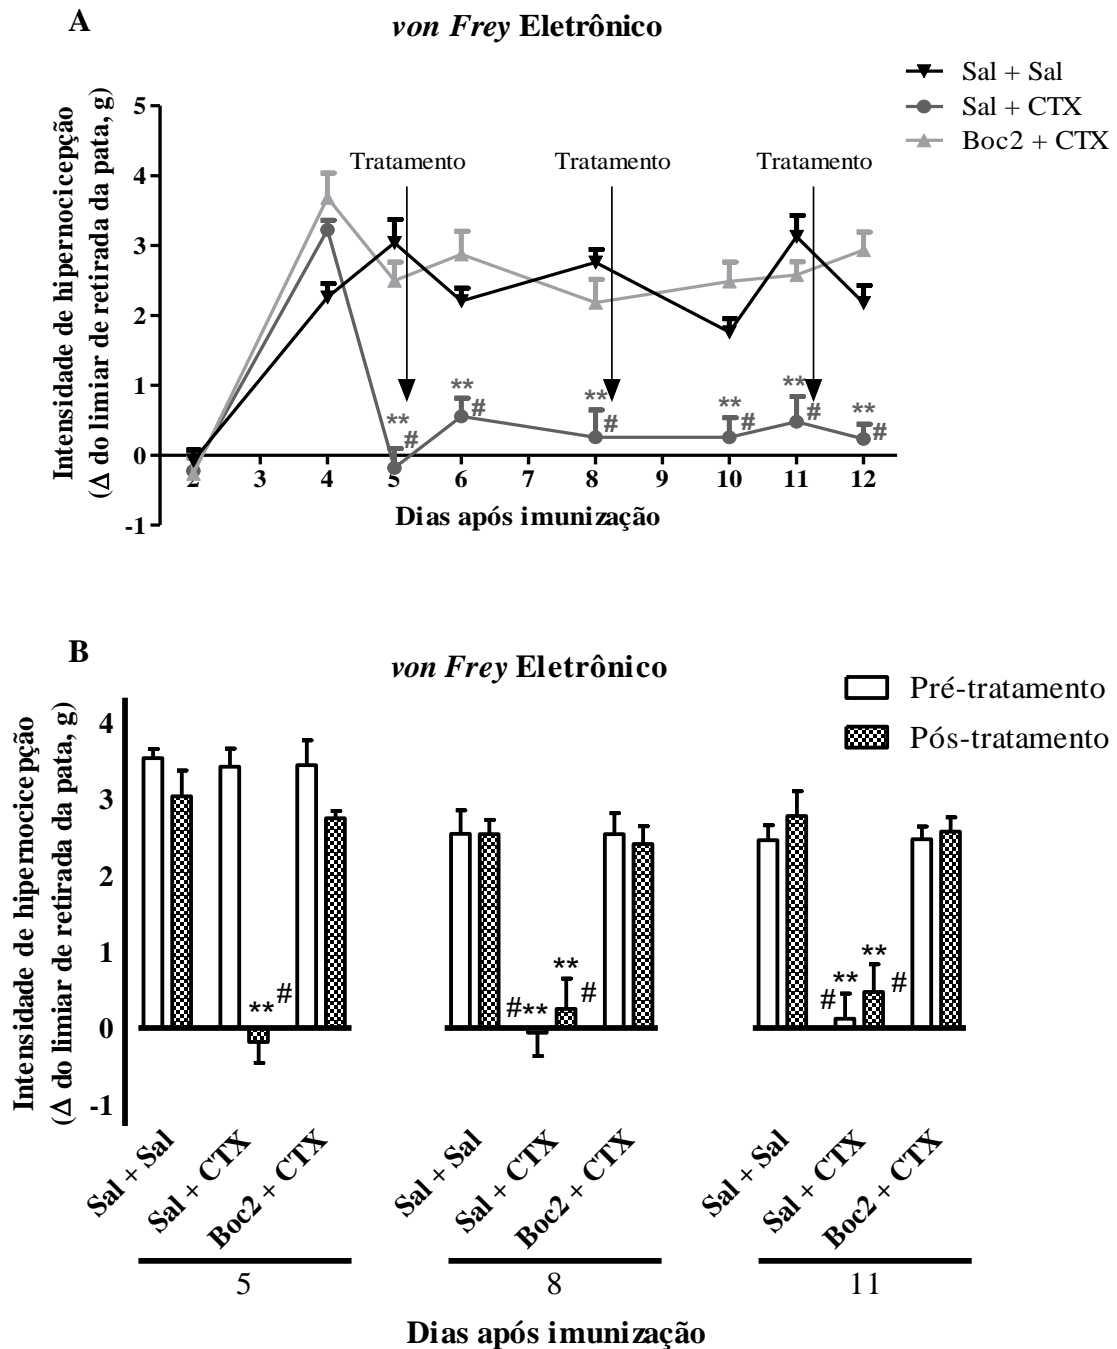 A
von Frey Eletrônico
Sal + Sal
Sal + CTX
Boc2 + CTX
Intensidade de hipernocicepção
(Δ do limiar de retirada da pata, g)
5
4
3
2
1
0
-1
Tratamento
Tratamento
Tratamento
**
#
**
#
**
#
**
#
**
#
**
#
2
3
4
5
6
7
8
9
10
11
12
Dias após imunização
B
von Frey Eletrônico
Pré-tratamento
Pós-tratamento
Intensidade de hipernocicepção
(Δ do limiar de retirada da pata, g)
4
3
2
1
0
-1
**
#
#
**
**
#
#
**
**
#
Sal + Sal
Sal + CTX
Boc2 + CTX
Sal + Sal
Sal + CTX
Boc2 + CTX
Sal + Sal
Sal + CTX
Boc2 + CTX
5
8
11
Dias após imunização